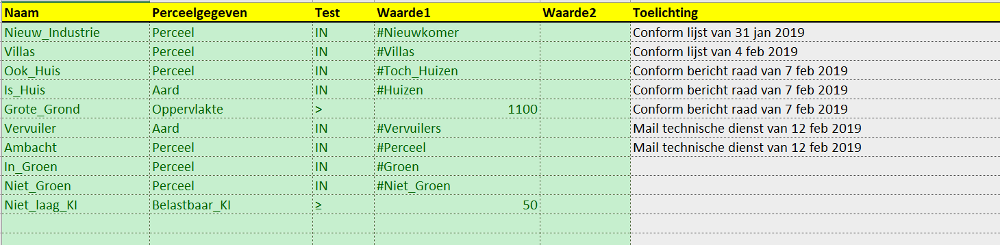 Naam Perceelgegeven Test Waarde1 Waarde2 Toelichting
Nieuw_Industrie Perceel IN #Nieuwkomer Conform lijst van 31 jan 2019
Villas Perceel IN #Villas Conform lijst van 4 feb 2019
Ook_Huis Perceel IN #Toch_Huizen Conform bericht raad van 7 feb 2019
Is_Huis Aard IN #Huizen Conform bericht raad van 7 feb 2019
Grote_Grond Oppervlakte > 1100 Conform bericht raad van 7 feb 2019
Vervuiler Aard IN #Vervuilers Mail technische dienst van 12 feb 2019
Ambacht Perceel IN #Perceel Mail technische dienst van 12 feb 2019
In_Groen Perceel IN #Groen
Niet_Groen Perceel IN #Niet_Groen
Niet_laag_KI Belastbaar_KI ≥ 50